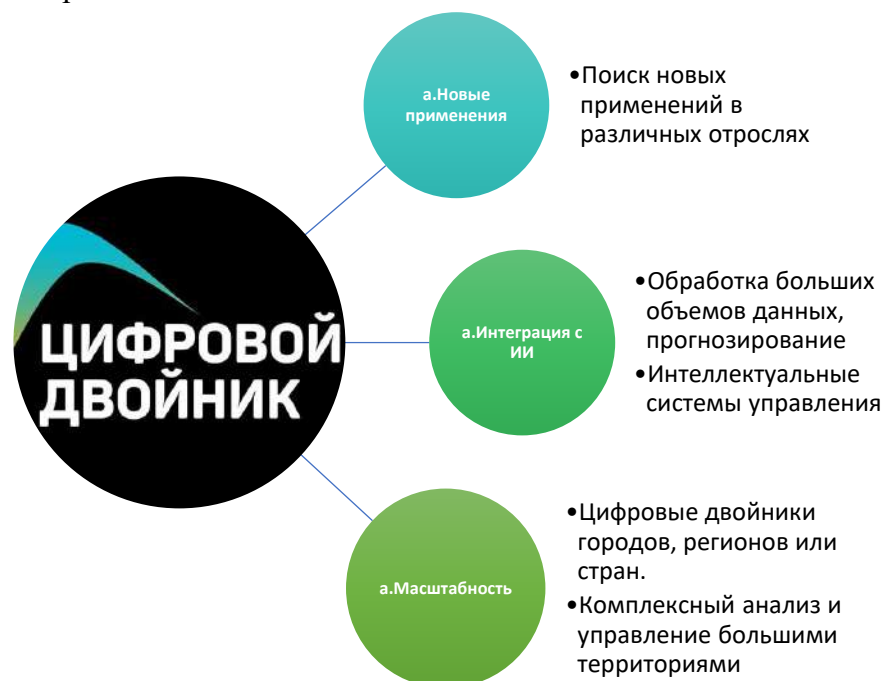 а.Новые
применения
•Поиск новых
применений в
различных отрослях
ЦИФРОВОЙ
ДВОЙНИК
а.Интеграция с
ИИ
•Обработка больших
объемов данных,
прогнозирование
•Интеллектуальные
системы управления
а.Масштабность
•Цифровые двойники
городов, регионов или
стран.
•Комплексный анализ и
управление большими
территориями